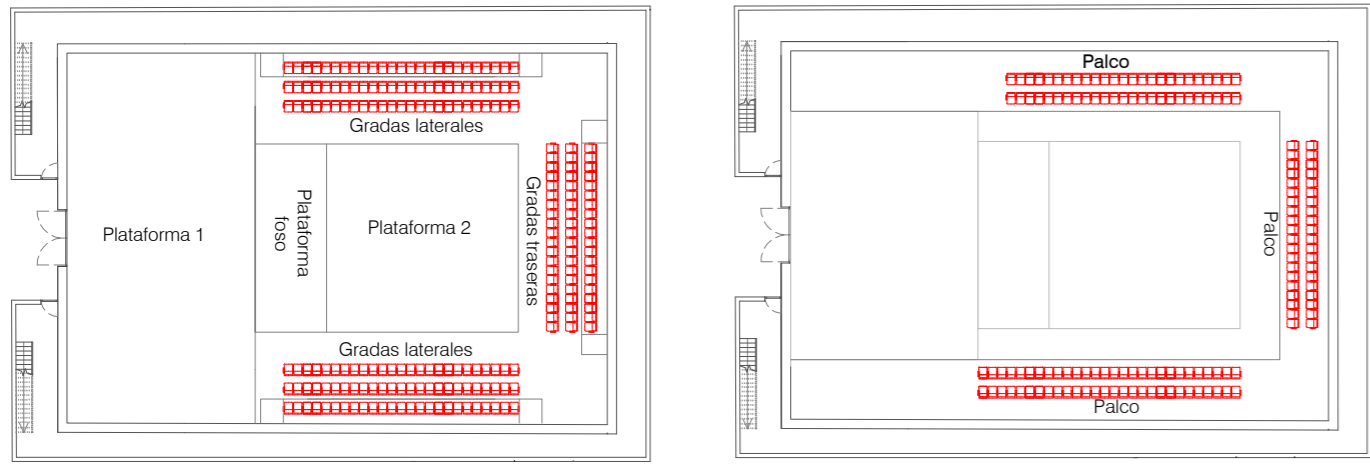 Gradas laterales
Plataforma 1
Plataforma
foso
Plataforma 2
Gradas traseras
Gradas laterales
Palco
Palco
Palco